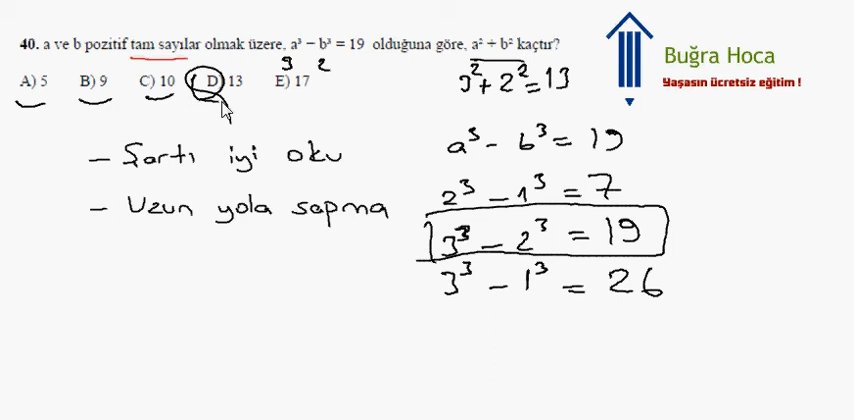 40. a ve b pozitif tam sayılar olmak üzere, a³ − b³ = 19 olduğuna göre, a² + b² kaçtır?
3 2
A) 5 B) 9 C) 10 D) 13 E) 17
3² + 2² = 13
Buğra Hoca
Yaşasın ücretsiz eğitim !
a³ − b³ = 19
− Şartı iyi oku
2³ − 1³ = 7
− Uzun yola sapma
3³ − 2³ = 19
3³ − 1³ = 26